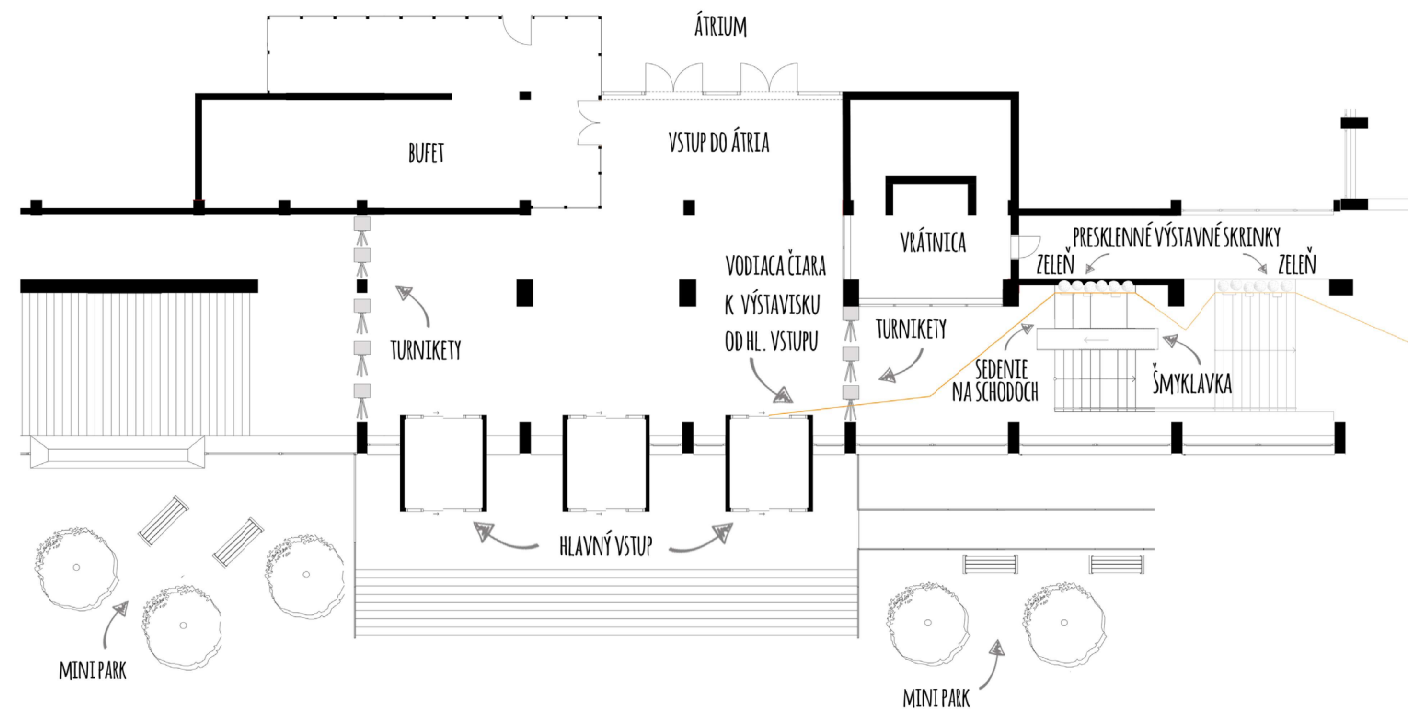 ÁTRIUM
BUFET
VSTUP DO ÁTRIA
VRÁTNICA
PRESKLENNÉ VÝSTAVNÉ SKRINKY
ZELEŇ
ZELEŇ
VODIACA ČIARA
K VÝSTAVISKU
OD HL. VSTUPU
TURNIKETY
TURNIKETY
SEDENIE
NA SCHODOCH
ŠMYKLAVKA
HLAVNÝ VSTUP
MINI PARK
MINI PARK